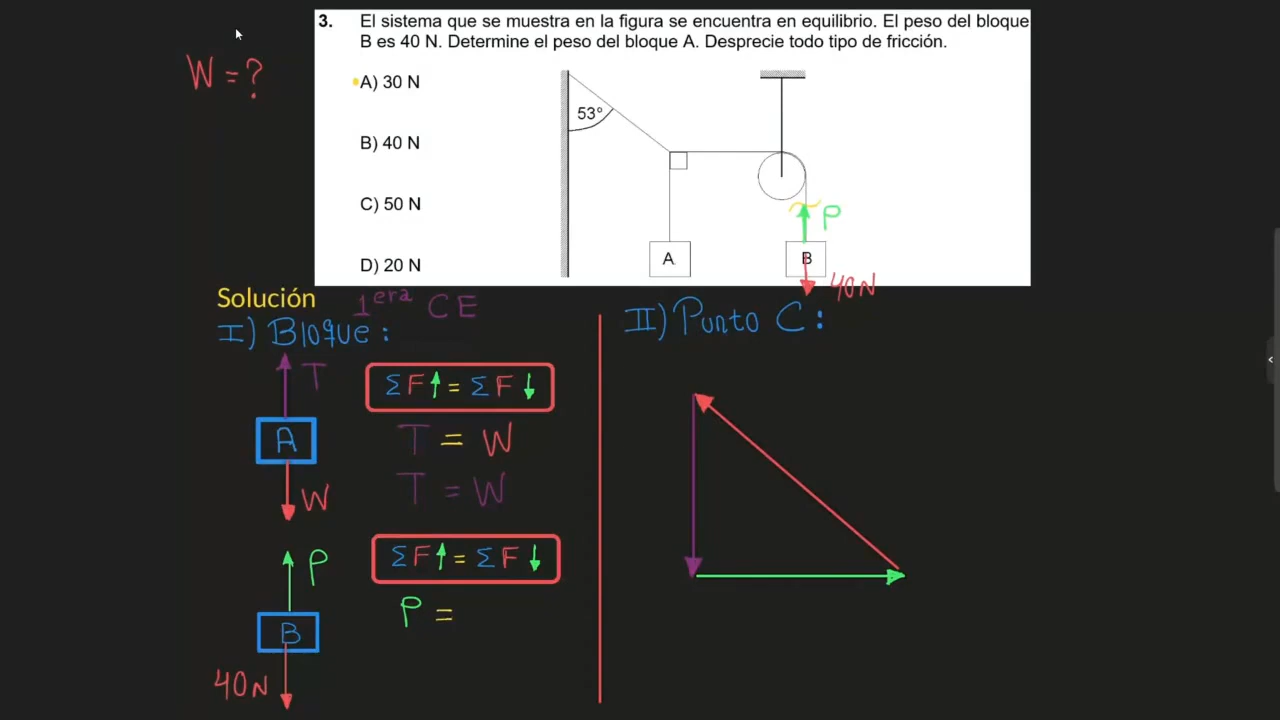 3. El sistema que se muestra en la figura se encuentra en equilibrio. El peso del bloque
B es 40 N. Determine el peso del bloque A. Desprecie todo tipo de fricción.
W = ?
A) 30 N
53°
B) 40 N
C) 50 N
P
A
B
D) 20 N
40N
Solución
1era CE
I) Bloque:
II) Punto C:
T
ΣF↑ = ΣF↓
A
T = W
W
T = W
P
ΣF↑ = ΣF↓
P =
B
40N